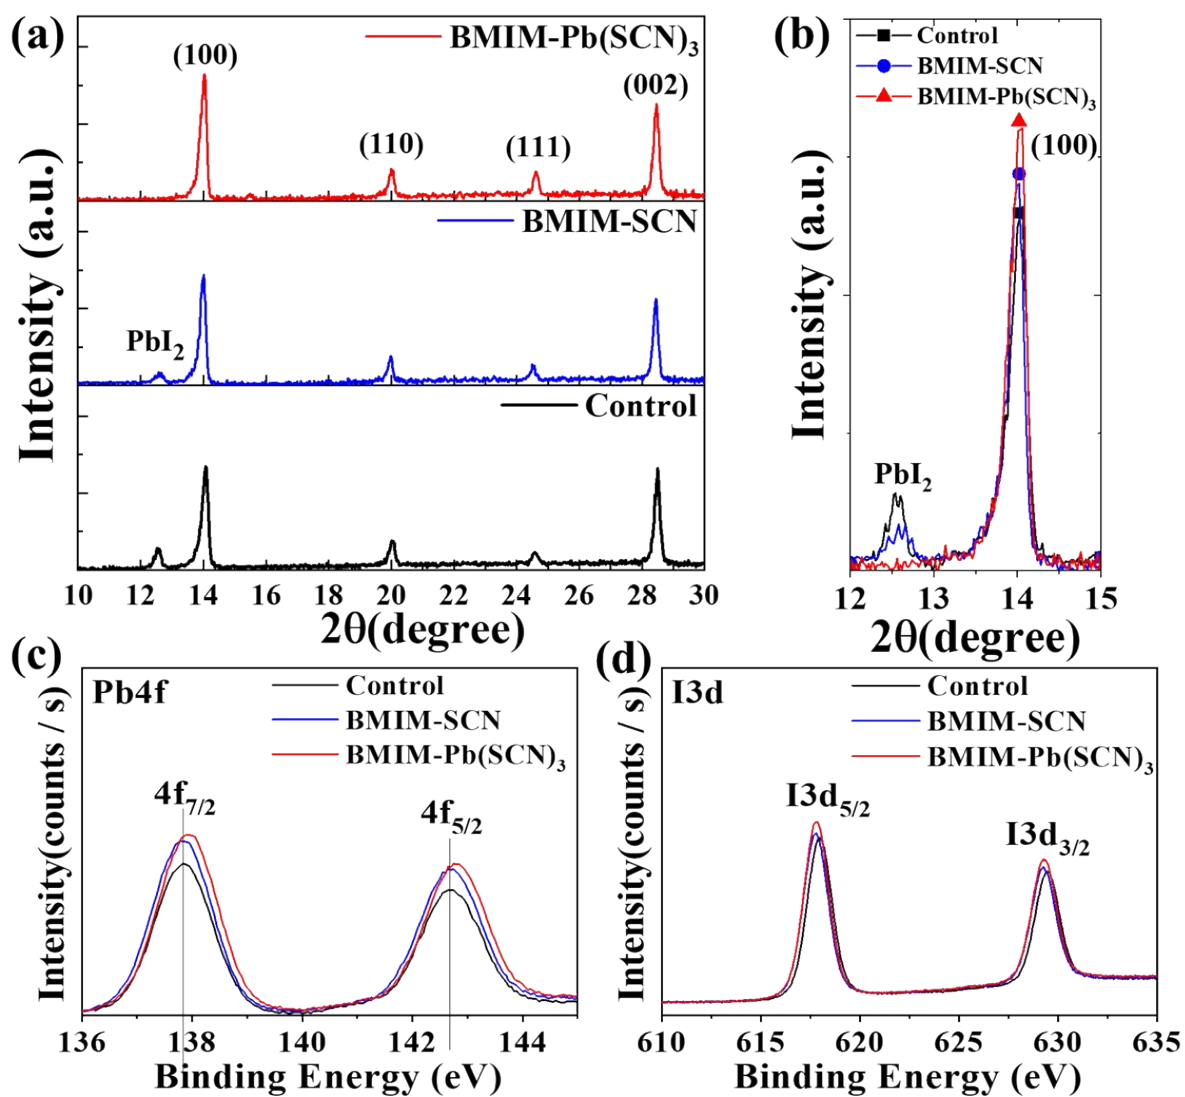 (a)
BMIM-Pb(SCN)3
(100)
(110)
(111)
(002)
BMIM-SCN
PbI2
Control
Intensity (a.u.)
10 12 14 16 18 20 22 24 26 28 30
2θ(degree)
(b)
Control
BMIM-SCN
BMIM-Pb(SCN)3
(100)
PbI2
Intensity (a.u.)
12 13 14 15
2θ(degree)
(c)
Pb4f
Control
BMIM-SCN
BMIM-Pb(SCN)3
4f7/2
4f5/2
Intensity(counts / s)
136 138 140 142 144
Binding Energy (eV)
(d)
I3d
Control
BMIM-SCN
BMIM-Pb(SCN)3
I3d5/2
I3d3/2
Intensity(counts / s)
610 615 620 625 630 635
Binding Energy (eV)